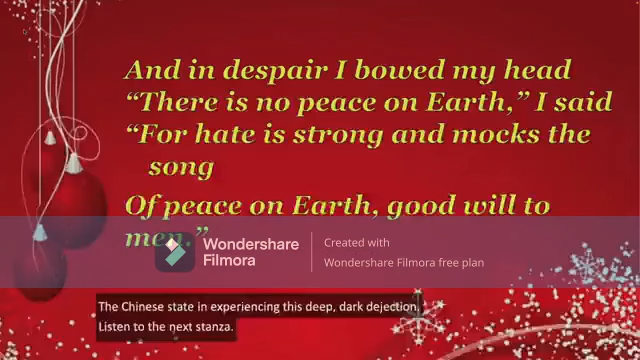 And in despair I bowed my head
“There is no peace on Earth,” I said
“For hate is strong and mocks the
song
Of peace on Earth, good will to
men.”
Wondershare
Filmora
Created with
Wondershare Filmora free plan
The Chinese state in experiencing this deep, dark dejection.
Listen to the next stanza.